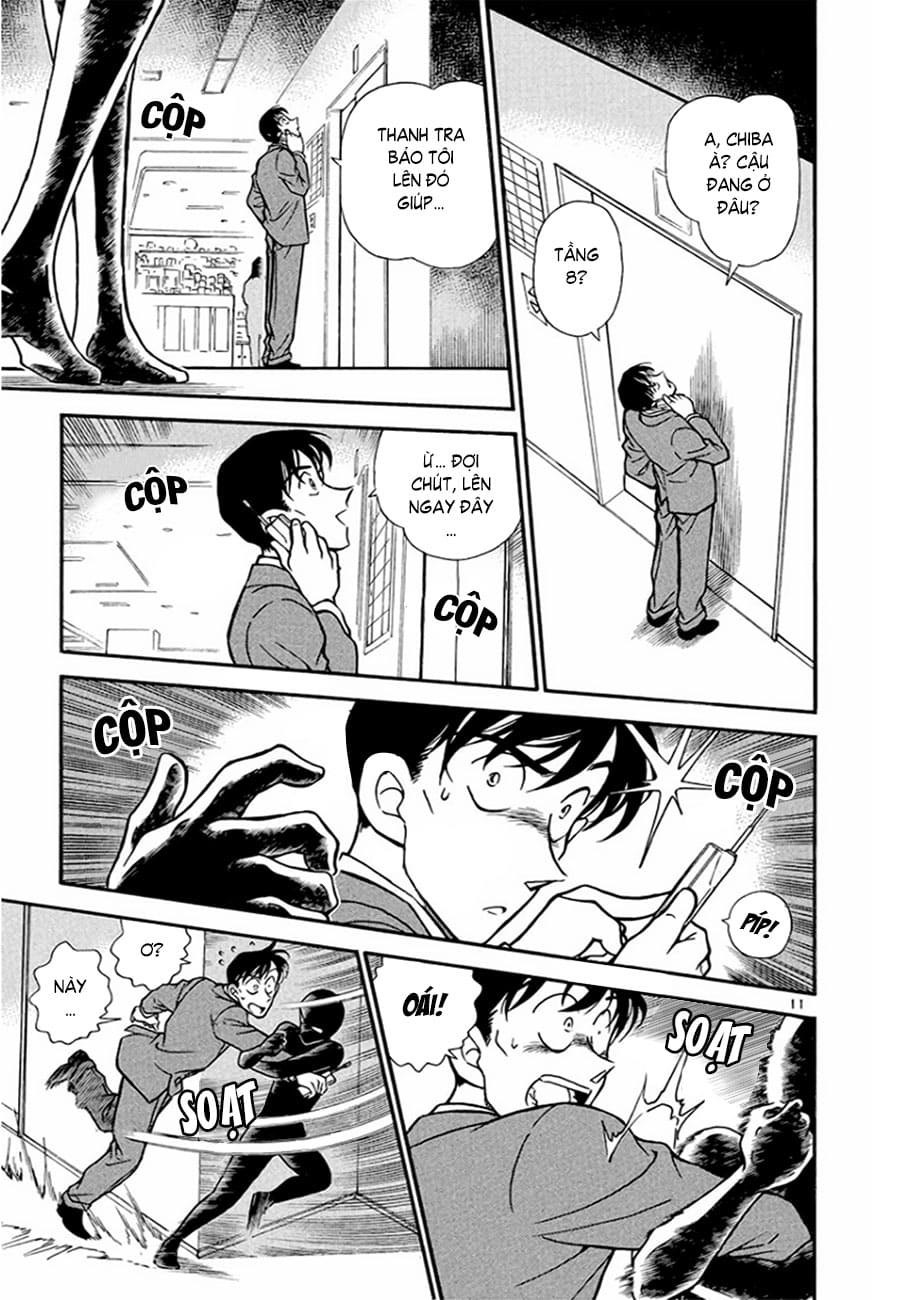 A, CHIBA
À? CẬU
ĐANG Ở
ĐÂU?
TẦNG
8?
THANH TRA
BẢO TÔI
LÊN ĐÓ
GIÚP...
CỘP
Ừ... ĐỢI
CHÚT, LÊN
NGAY ĐÂY
...
CỘP
CỘP
CỘP
CỘP
PÍP!
11
OÁI!
SOẠT
Ơ?
NÀY
...
SOẠT